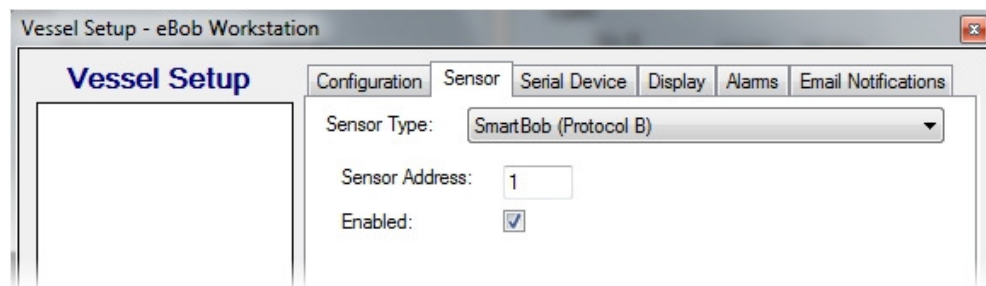 Vessel Setup - eBob Workstation
Vessel Setup
Configuration Sensor Serial Device Display Alarms Email Notifications
Sensor Type: SmartBob (Protocol B)
Sensor Address: 1
Enabled: